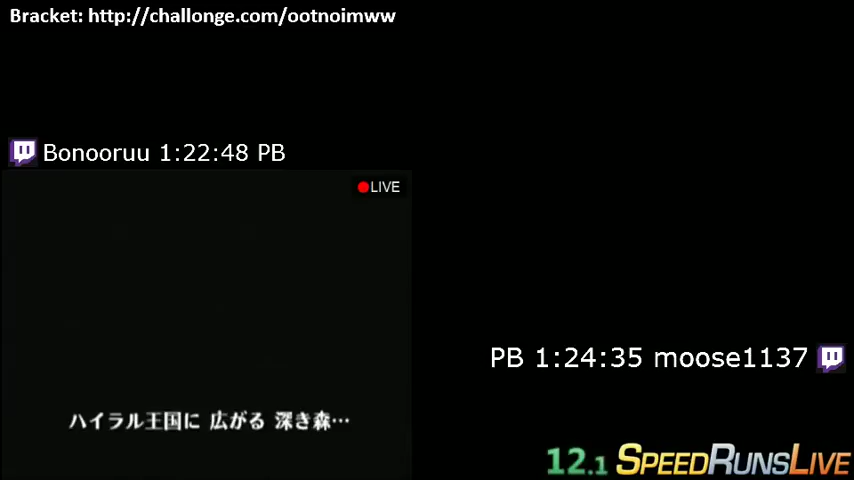 Bracket: http://challonge.com/ootnoimww
Bonooruu 1:22:48 PB
LIVE
PB 1:24:35 moose1137
ハイラル王国に 広がる 深き森…
12.1 SPEEDRUNSLIVE